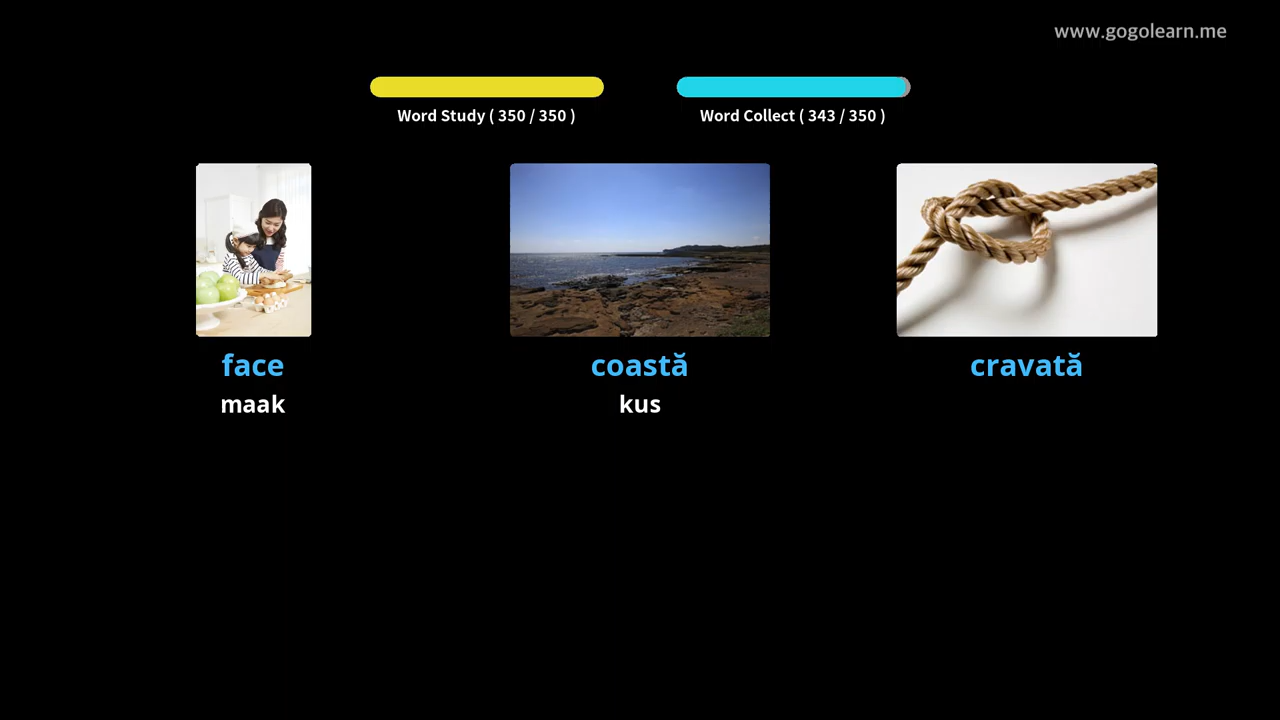 www.gogolearn.me
Word Study ( 350 / 350 )
Word Collect ( 343 / 350 )
face
coastă
cravată
maak
kus